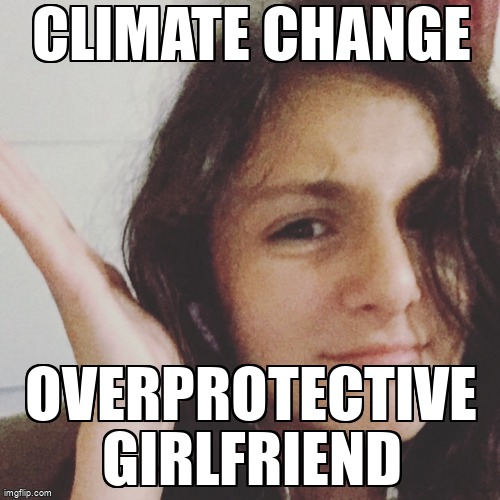 CLIMATE CHANGE
OVERPROTECTIVE
GIRLFRIEND
imgflip.com